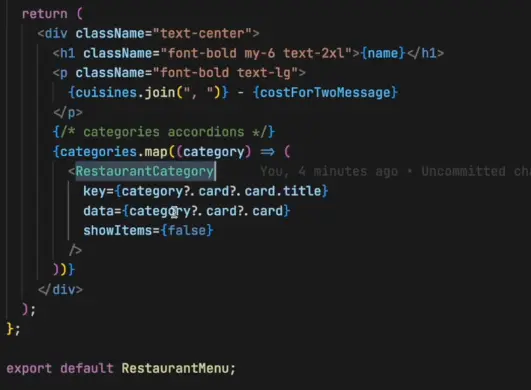 return (
<div className="text-center">
<h1 className="font-bold my-6 text-2xl">{name}</h1>
<p className="font-bold text-lg">
{cuisines.join(", ")} - {costForTwoMessage}
</p>
{/* categories accordions */}
{categories.map((category) => (
<RestaurantCategory You, 4 minutes ago • Uncommitted cha
key={category?.card?.card.title}
data={category?.card?.card}
showItems={false}
/>
))}
</div>
);
};
export default RestaurantMenu;